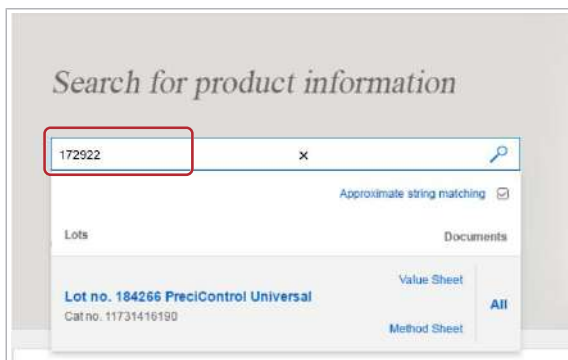 Search for product information
172922 ×
Approximate string matching
Lots Documents
Value Sheet
Lot no. 184266 PreciControl Universal All
Cat no. 11731416190
Method Sheet